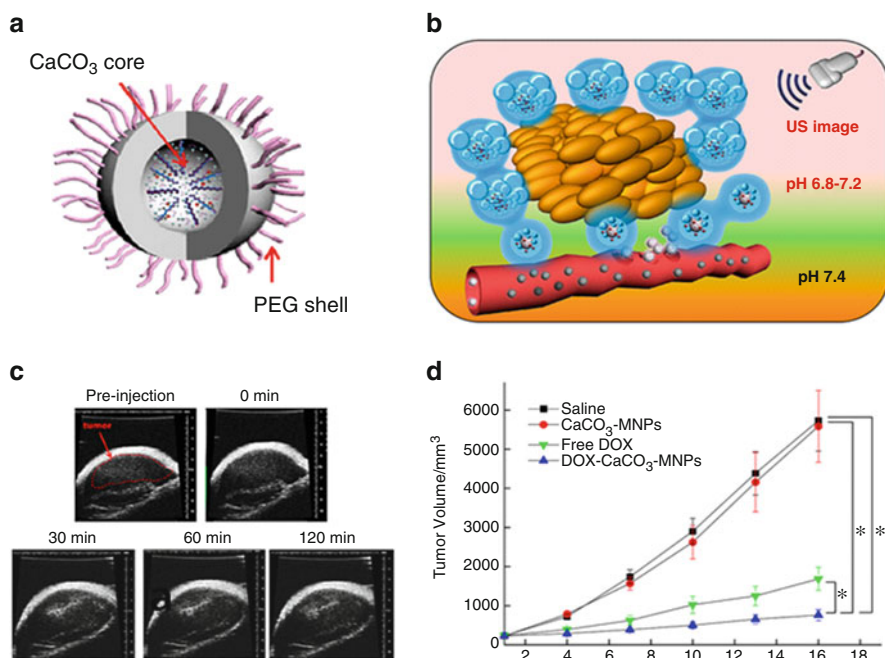 a
CaCO₃ core
PEG shell
b
US image
pH 6.8-7.2
pH 7.4
c
Pre-injection
0 min
tumor
30 min
60 min
120 min
d
Tumor Volume/mm³
6000
5000
4000
3000
2000
1000
0
Saline
CaCO₃-MNPs
Free DOX
DOX-CaCO₃-MNPs
*
*
*
2 4 6 8 10 12 14 16 18